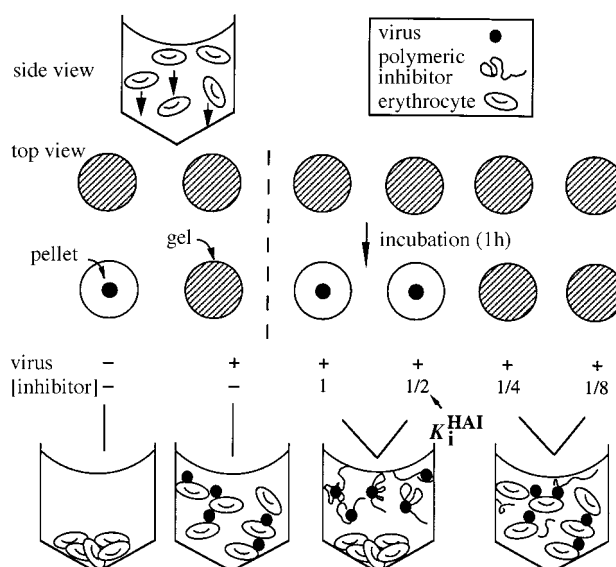 side view
virus
polymeric
inhibitor
erythrocyte
top view
incubation (1h)
pellet
gel
virus − + + + + +
[inhibitor] − − 1 1/2 1/4 1/8
K_i^HAI